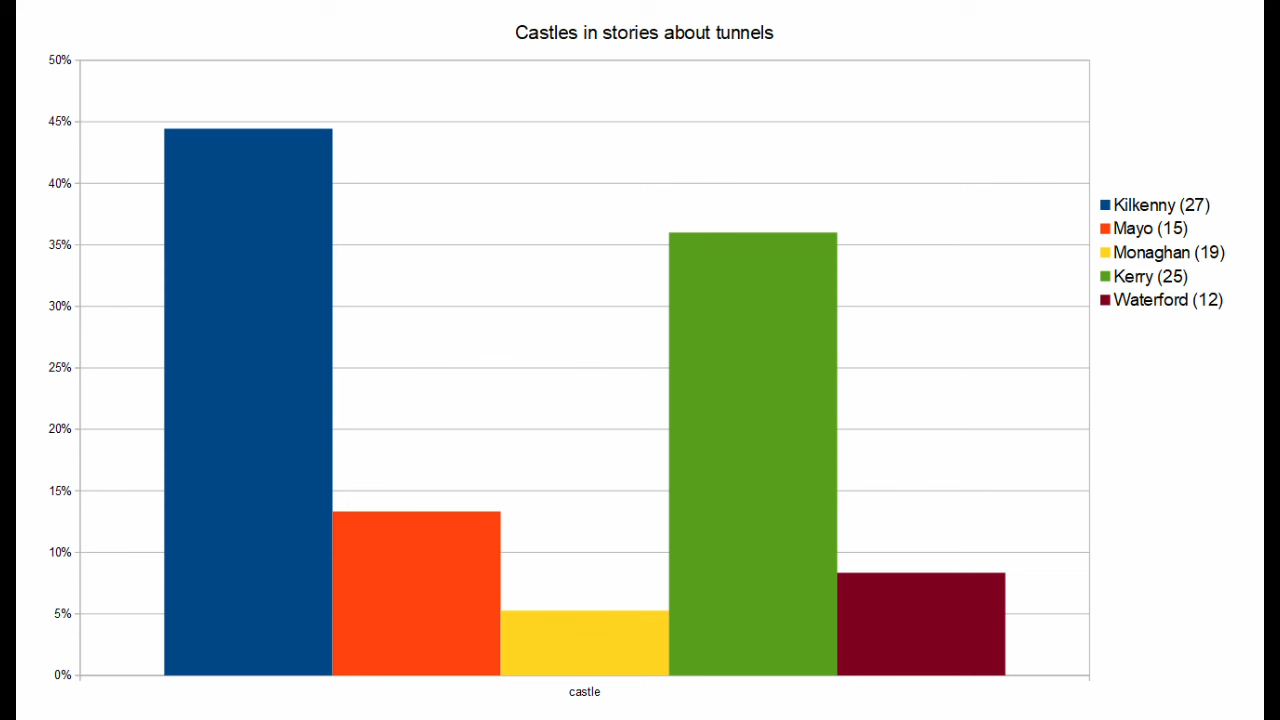 Castles in stories about tunnels
50%
45%
40%
35%
30%
25%
20%
15%
10%
5%
0%
castle
Kilkenny (27)
Mayo (15)
Monaghan (19)
Kerry (25)
Waterford (12)